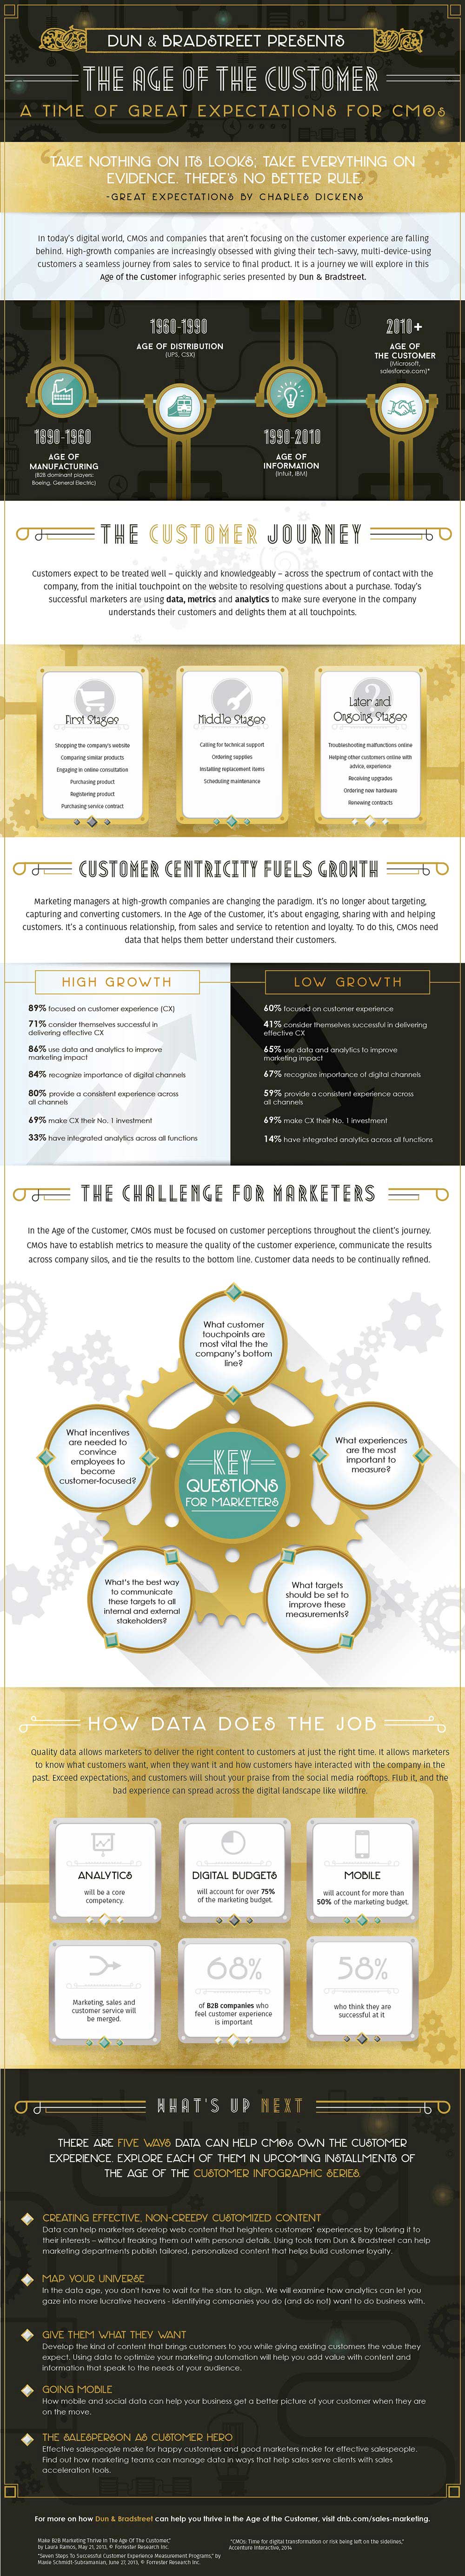 DUN & BRADSTREET PRESENTS
THE AGE OF THE CUSTOMER
A TIME OF GREAT EXPECTATIONS FOR CMOs
"TAKE NOTHING ON ITS LOOKS; TAKE EVERYTHING ON
EVIDENCE. THERE'S NO BETTER RULE."
-GREAT EXPECTATIONS BY CHARLES DICKENS
In today's digital world, CMOs and companies that aren't focusing on the customer experience are falling
behind. High-growth companies are increasingly obsessed with giving their tech-savvy, multi-device-using
customers a seamless journey from sales to service to final product. It is a journey we will explore in this
Age of the Customer infographic series presented by Dun & Bradstreet.
1890-1960
AGE OF
MANUFACTURING
(B2B dominant players:
Boeing, General Electric)
1960-1990
AGE OF DISTRIBUTION
(UPS, CSX)
1990-2010
AGE OF
INFORMATION
(Intuit, IBM)
2010+
AGE OF
THE CUSTOMER
(Microsoft,
salesforce.com)*
THE CUSTOMER JOURNEY
Customers expect to be treated well – quickly and knowledgeably – across the spectrum of contact with the
company, from the initial touchpoint on the website to resolving questions about a purchase. Today's
successful marketers are using data, metrics and analytics to make sure everyone in the company
understands their customers and delights them at all touchpoints.
First Stages
Shopping the company's website
Comparing similar products
Engaging in online consultation
Purchasing product
Registering product
Purchasing service contract
Middle Stages
Calling for technical support
Ordering supplies
Installing replacement items
Scheduling maintenance
Later and
Ongoing Stages
Troubleshooting malfunctions online
Helping other customers online with
advice, experience
Receiving upgrades
Ordering new hardware
Renewing contracts
CUSTOMER CENTRICITY FUELS GROWTH
Marketing managers at high-growth companies are changing the paradigm. It's no longer about targeting,
capturing and converting customers. In the Age of the Customer, it's about engaging, sharing with and helping
customers. It's a continuous relationship, from sales and service to retention and loyalty. To do this, CMOs need
data that helps them better understand their customers.
HIGH GROWTH
89% focused on customer experience (CX)
71% consider themselves successful in
delivering effective CX
86% use data and analytics to improve
marketing impact
84% recognize importance of digital channels
80% provide a consistent experience across
all channels
69% make CX their No. 1 investment
33% have integrated analytics across all functions
LOW GROWTH
60% focused on customer experience
41% consider themselves successful in delivering
effective CX
65% use data and analytics to improve
marketing impact
67% recognize importance of digital channels
59% provide a consistent experience across
all channels
69% make CX their No. 1 investment
14% have integrated analytics across all functions
THE CHALLENGE FOR MARKETERS
In the Age of the Customer, CMOs must be focused on customer perceptions throughout the client's journey.
CMOs have to establish metrics to measure the quality of the customer experience, communicate the results
across company silos, and tie the results to the bottom line. Customer data needs to be continually refined.
What customer
touchpoints are
most vital the the
company's bottom
line?
What incentives
are needed to
convince
employees to
become
customer-focused?
KEY
QUESTIONS
FOR MARKETERS
What experiences
are the most
important to
measure?
What's the best way
to communicate
these targets to all
internal and external
stakeholders?
What targets
should be set to
improve these
measurements?
HOW DATA DOES THE JOB
Quality data allows marketers to deliver the right content to customers at just the right time. It allows marketers
to know what customers want, when they want it and how customers have interacted with the company in the
past. Exceed expectations, and customers will shout your praise from the social media rooftops. Flub it, and the
bad experience can spread across the digital landscape like wildfire.
ANALYTICS
will be a core
competency.
DIGITAL BUDGETS
will account for over 75%
of the marketing budget.
MOBILE
will account for more than
50% of the marketing budget.
Marketing, sales and
customer service will
be merged.
68%
of B2B companies who
feel customer experience
is important
58%
who think they are
successful at it
WHAT'S UP NEXT
THERE ARE FIVE WAYS DATA CAN HELP CMOs OWN THE CUSTOMER
EXPERIENCE. EXPLORE EACH OF THEM IN UPCOMING INSTALLMENTS OF
THE AGE OF THE CUSTOMER INFOGRAPHIC SERIES.
CREATING EFFECTIVE, NON-CREEPY CUSTOMIZED CONTENT
Data can help marketers develop web content that heightens customers' experiences by tailoring it to
their interests – without freaking them out with personal details. Using tools from Dun & Bradstreet can help
marketing departments publish tailored, personalized content that helps build customer loyalty.
MAP YOUR UNIVERSE
In the data age, you don't have to wait for the stars to align. We will examine how analytics can let you
gaze into more lucrative heavens - identifying companies you do (and do not) want to do business with.
GIVE THEM WHAT THEY WANT
Develop the kind of content that brings customers to you while giving existing customers the value they
expect. Using data to optimize your marketing automation will help you add value with content and
information that speak to the needs of your audience.
GOING MOBILE
How mobile and social data can help your business get a better picture of your customer when they are
on the move.
THE SALESPERSON AS CUSTOMER HERO
Effective salespeople make for happy customers and good marketers make for effective salespeople.
Find out how marketing teams can manage data in ways that help sales serve clients with sales
acceleration tools.
For more on how Dun & Bradstreet can help you thrive in the Age of the Customer, visit dnb.com/sales-marketing.
Make B2B Marketing Thrive In The Age Of The Customer,"
by Laura Ramos, May 21, 2013, © Forrester Research Inc.
"Seven Steps To Successful Customer Experience Measurement Programs," by
Maxie Schmidt-Subramanian, June 27, 2013, © Forrester Research Inc.
"CMOs: Time for digital transformation or risk being left on the sidelines,"
Accenture Interactive, 2014